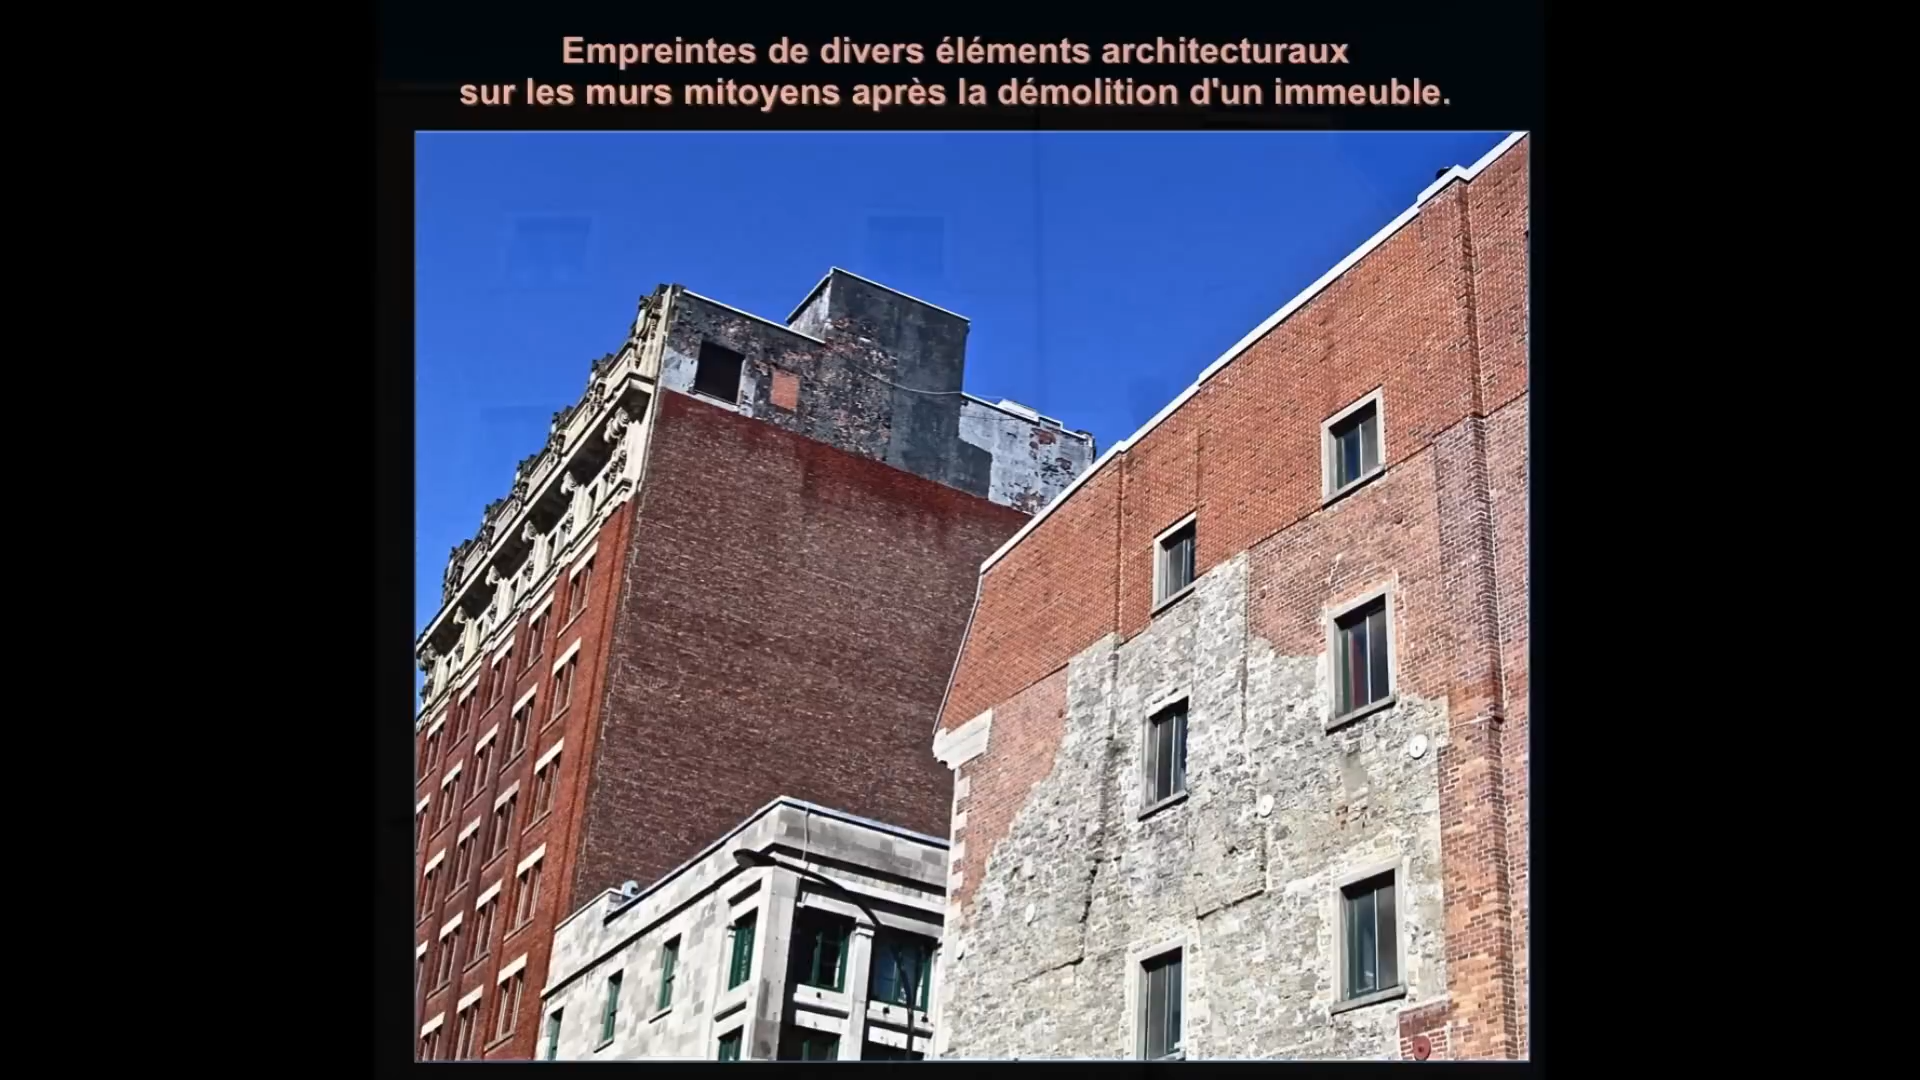 Empreintes de divers éléments architecturaux
sur les murs mitoyens après la démolition d'un immeuble.